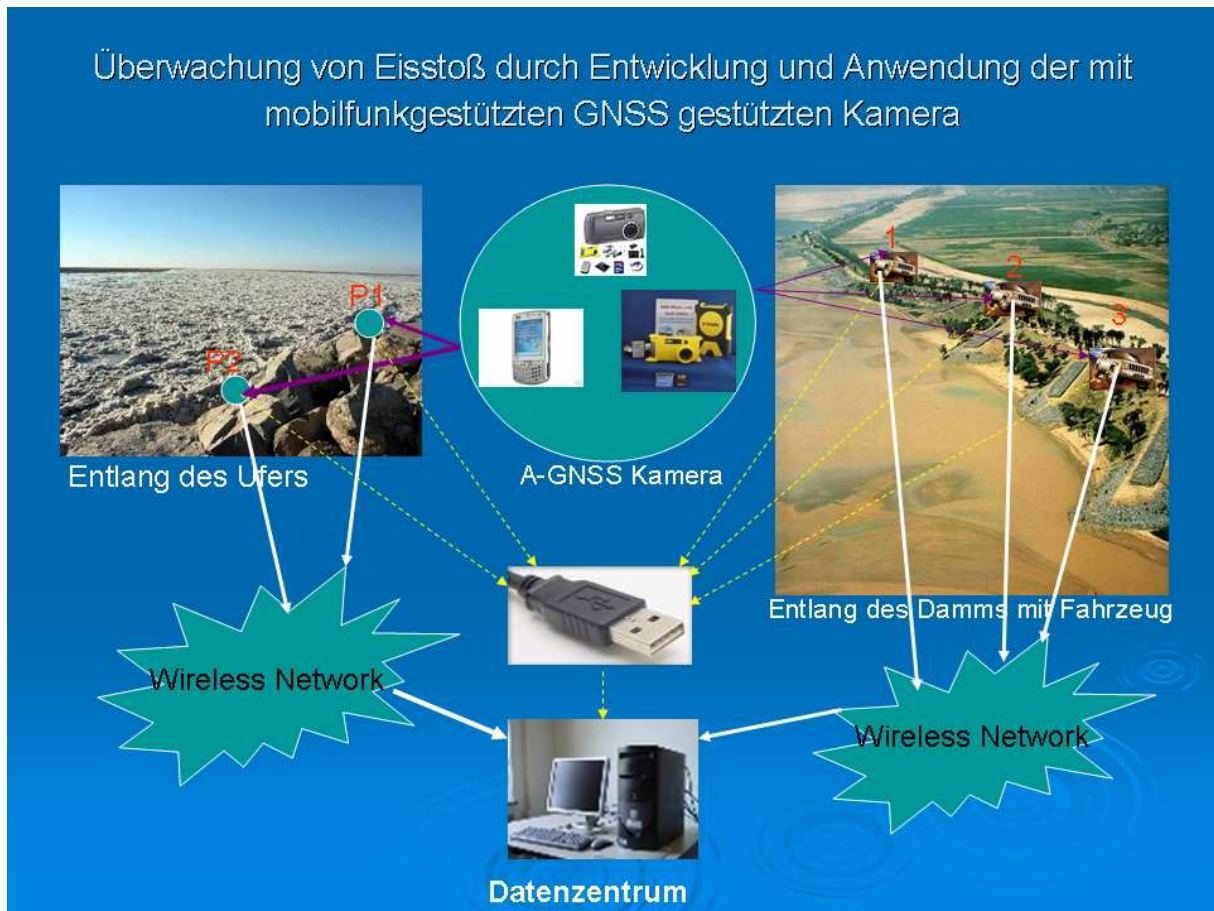 Überwachung von Eisstoß durch Entwicklung und Anwendung der mit
mobilfunkgestützten GNSS gestützten Kamera
P1
P2
Entlang des Ufers
A-GNSS Kamera
1
2
3
Entlang des Damms mit Fahrzeug
Wireless Network
Wireless Network
Datenzentrum